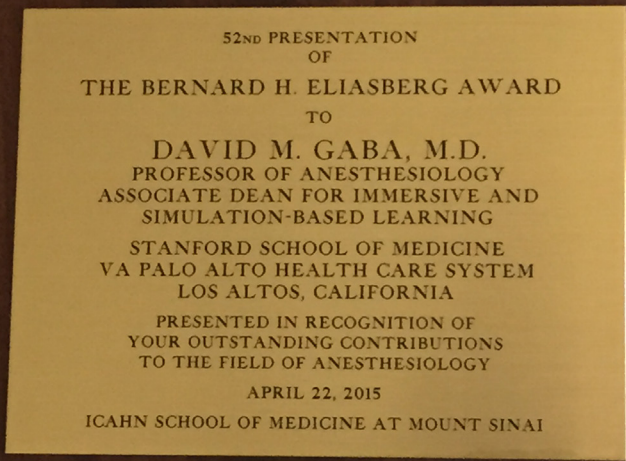 52ND PRESENTATION
OF
THE BERNARD H. ELIASBERG AWARD
TO
DAVID M. GABA, M.D.
PROFESSOR OF ANESTHESIOLOGY
ASSOCIATE DEAN FOR IMMERSIVE AND
SIMULATION-BASED LEARNING
STANFORD SCHOOL OF MEDICINE
VA PALO ALTO HEALTH CARE SYSTEM
LOS ALTOS, CALIFORNIA
PRESENTED IN RECOGNITION OF
YOUR OUTSTANDING CONTRIBUTIONS
TO THE FIELD OF ANESTHESIOLOGY
APRIL 22, 2015
ICAHN SCHOOL OF MEDICINE AT MOUNT SINAI